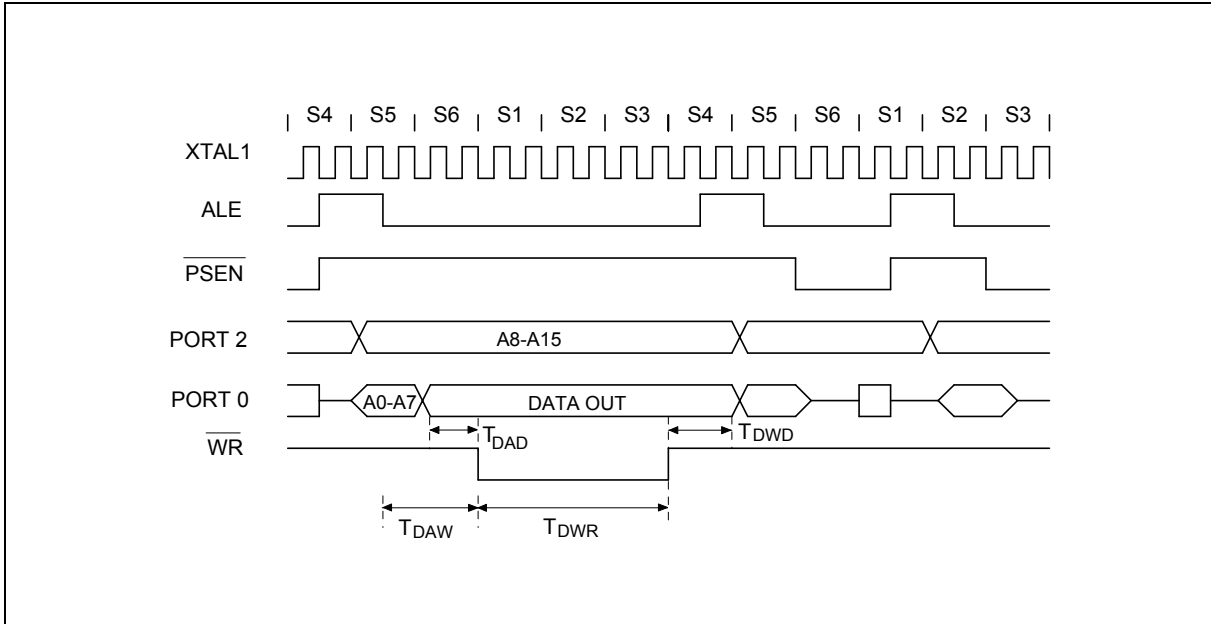 S4 S5 S6 S1 S2 S3 S4 S5 S6 S1 S2 S3
XTAL1
ALE
PSEN
PORT 2 A8-A15
PORT 0 A0-A7 DATA OUT
WR TDAD TDWD
TDAW TDWR